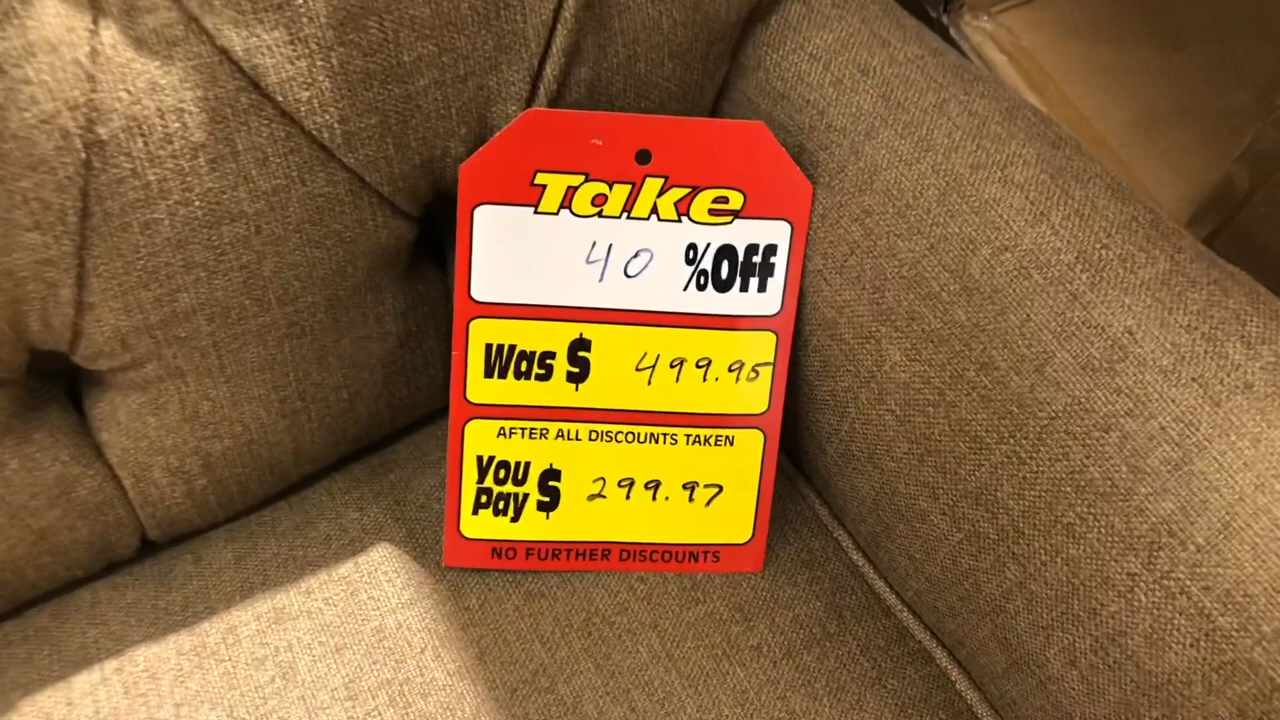 Take
40 %Off
Was $ 499.95
AFTER ALL DISCOUNTS TAKEN
You Pay $ 299.97
NO FURTHER DISCOUNTS